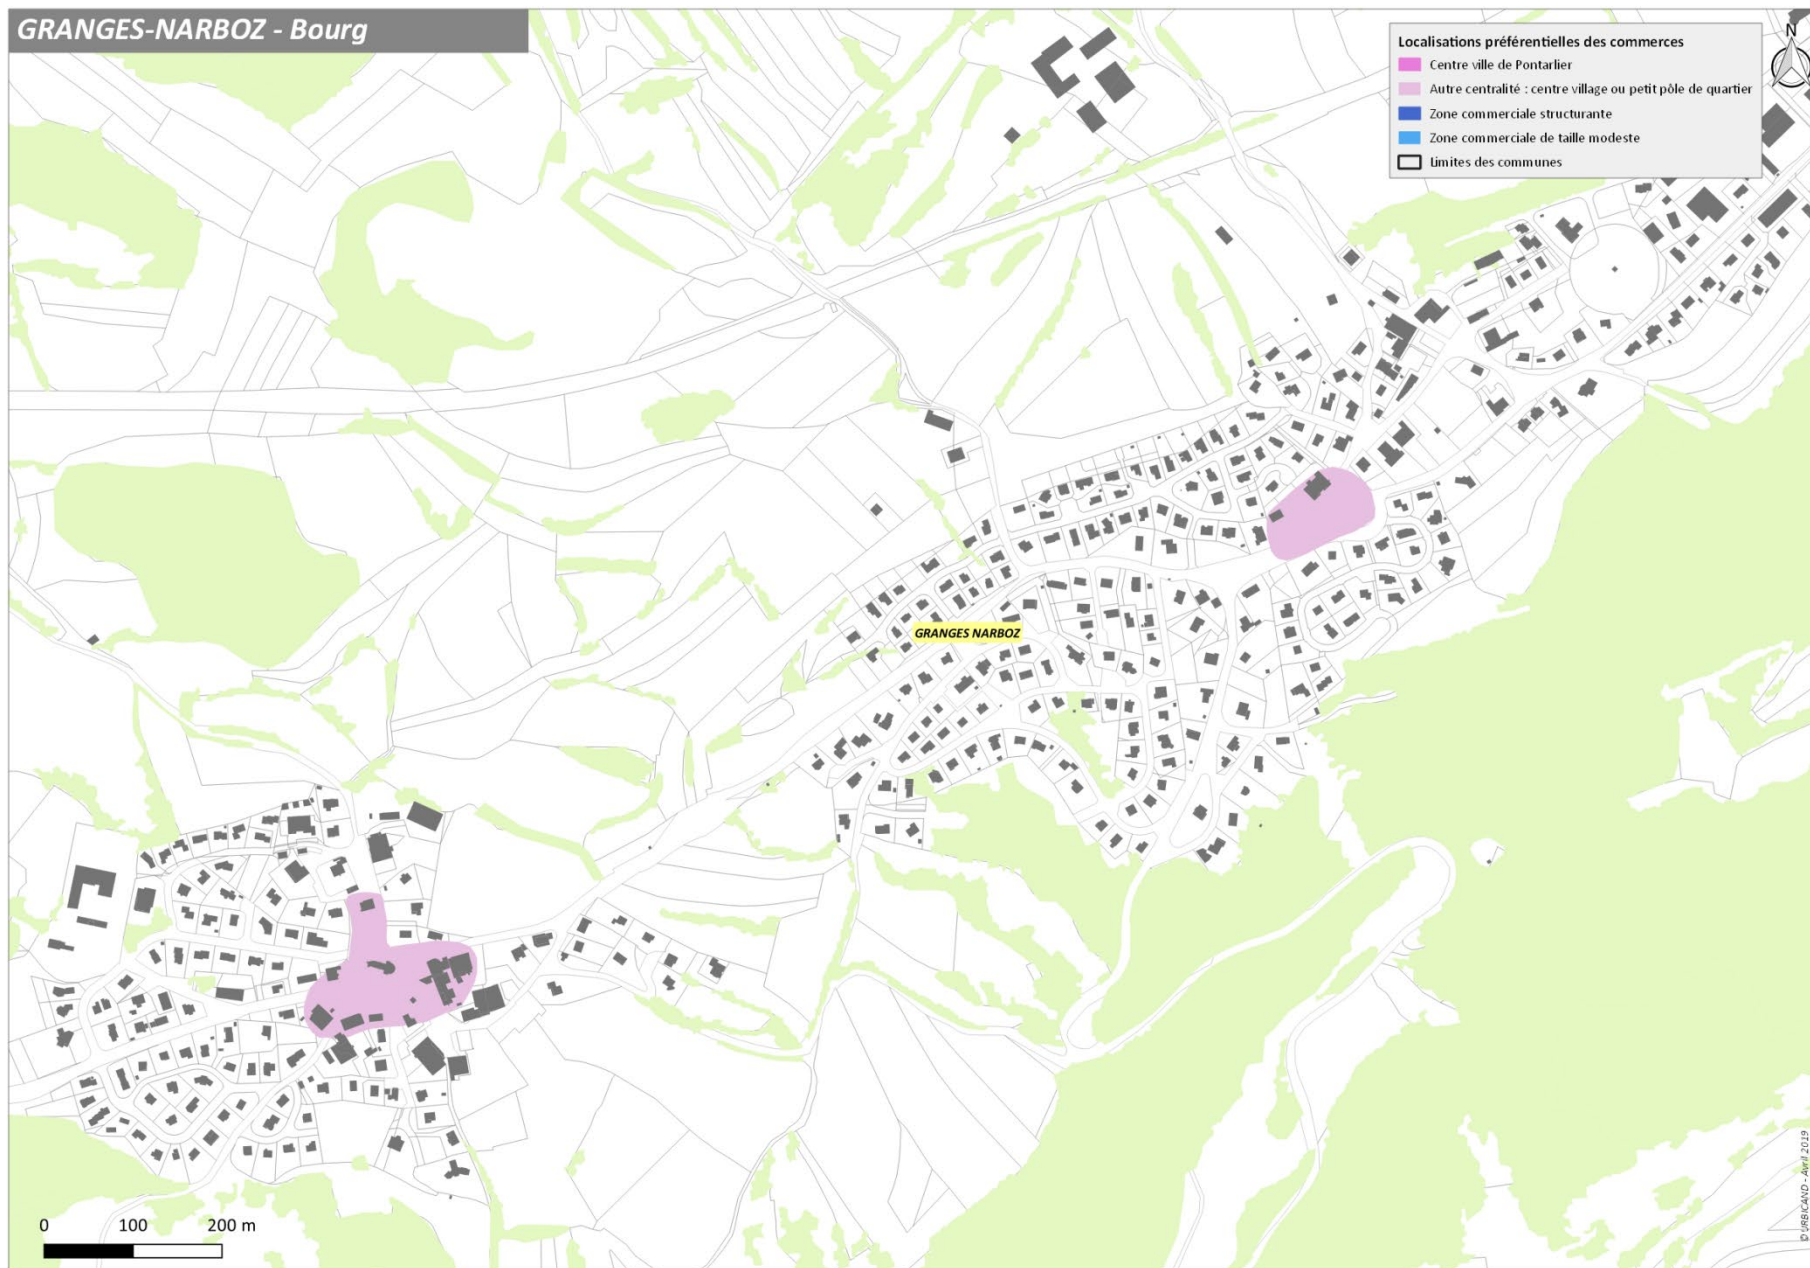 GRANGES-NARBOZ - Bourg
Localisations préférentielles des commerces
Centre ville de Pontarlier
Autre centralité : centre village ou petit pôle de quartier
Zone commerciale structurante
Zone commerciale de taille modeste
Limites des communes
N
GRANGES NARBOZ
0 100 200 m
© URBICAND - Avril 2019